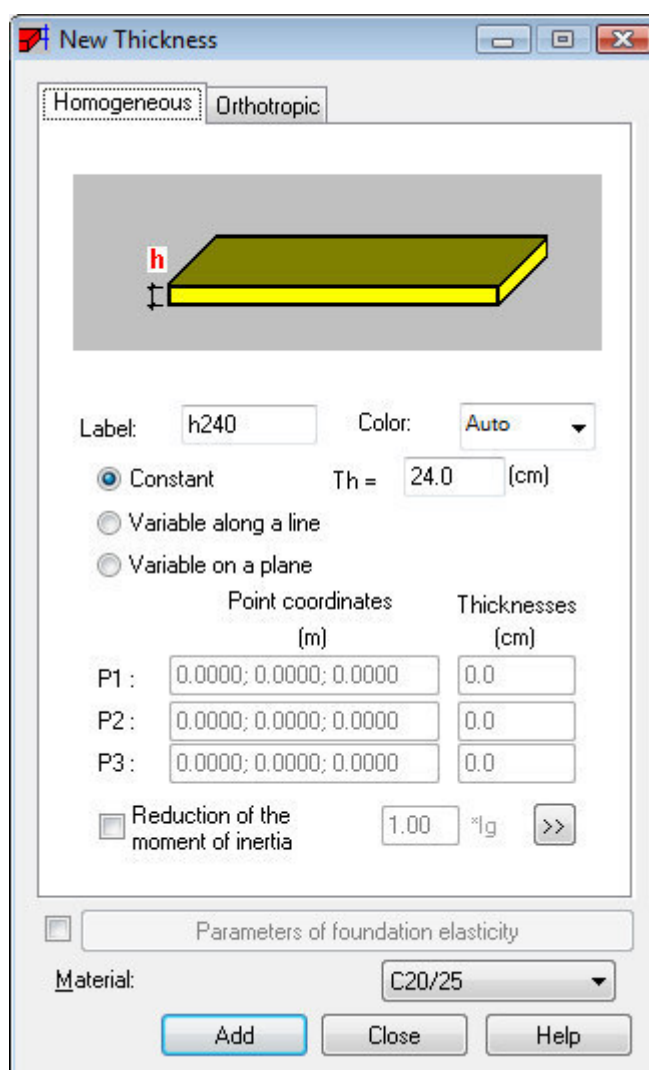 New Thickness
Homogeneous Orthotropic
h
Label: h240 Color: Auto
Constant Th = 24.0 (cm)
Variable along a line
Variable on a plane
Point coordinates Thicknesses
(m) (cm)
P1 : 0.0000; 0.0000; 0.0000 0.0
P2 : 0.0000; 0.0000; 0.0000 0.0
P3 : 0.0000; 0.0000; 0.0000 0.0
Reduction of the
moment of inertia 1.00 *Ig >>
Parameters of foundation elasticity
Material: C20/25
Add Close Help